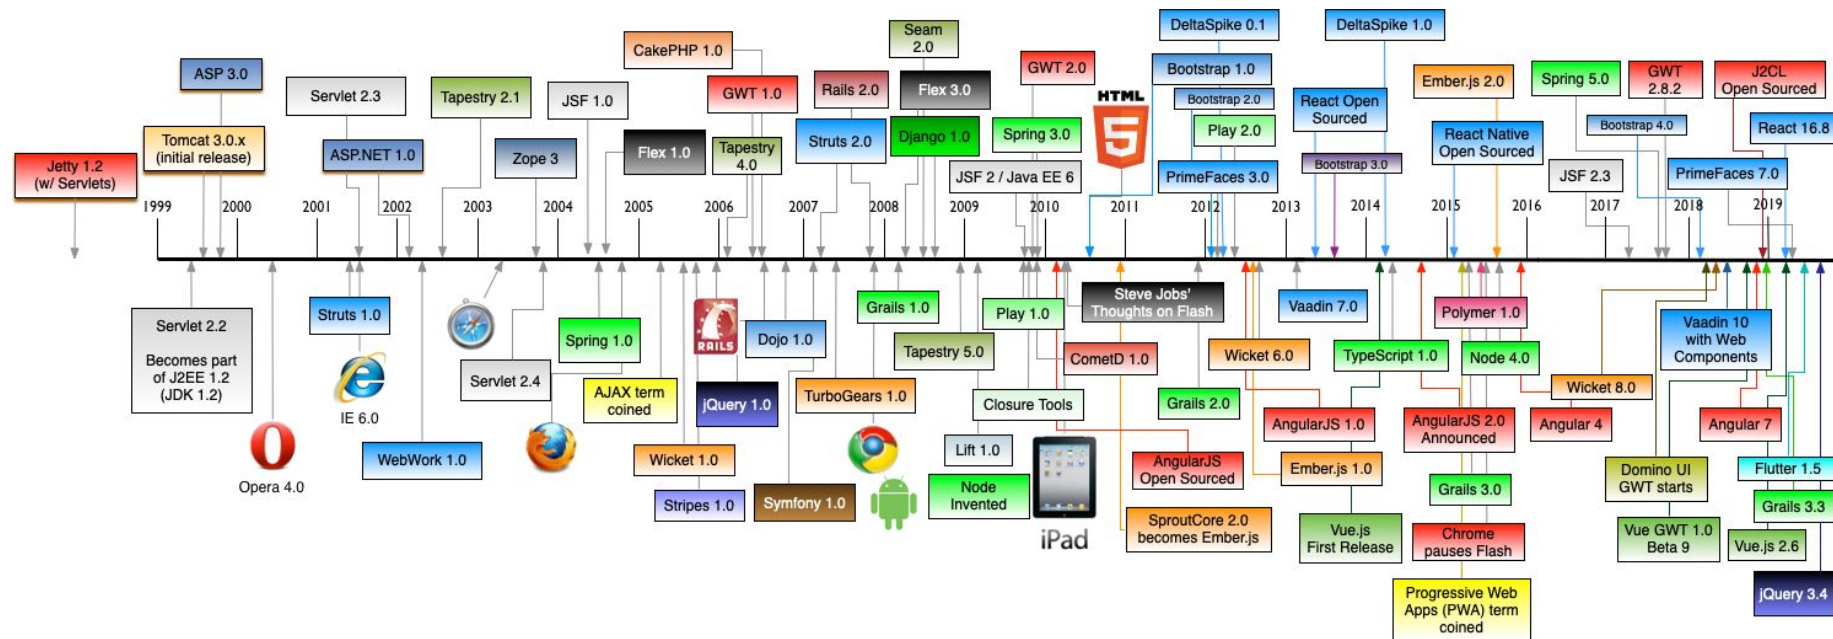 DeltaSpike 0.1
DeltaSpike 1.0
Seam
2.0
CakePHP 1.0
GWT 2.0
Bootstrap 1.0
ASP 3.0
Servlet 2.3
Tapestry 2.1
JSF 1.0
GWT 1.0
Rails 2.0
Flex 3.0
HTML
5
Bootstrap 2.0
React Open
Sourced
Ember.js 2.0
Spring 5.0
GWT
2.8.2
J2CL
Open Sourced
Tomcat 3.0.x
(initial release)
ASP.NET 1.0
Zope 3
Flex 1.0
Tapestry
4.0
Struts 2.0
Django 1.0
Spring 3.0
Play 2.0
React Native
Open Sourced
Bootstrap 4.0
React 16.8
Jetty 1.2
(w/ Servlets)
JSF 2 / Java EE 6
PrimeFaces 3.0
Bootstrap 3.0
JSF 2.3
PrimeFaces 7.0
1999
2000
2001
2002
2003
2004
2005
2006
2007
2008
2009
2010
2011
2012
2013
2014
2015
2016
2017
2018
2019
Servlet 2.2
Becomes part
of J2EE 1.2
(JDK 1.2)
Struts 1.0
IE 6.0
Opera 4.0
WebWork 1.0
Servlet 2.4
Spring 1.0
AJAX term
coined
RAILS
jQuery 1.0
Wicket 1.0
Stripes 1.0
Dojo 1.0
Symfony 1.0
TurboGears 1.0
Grails 1.0
Tapestry 5.0
Play 1.0
Closure Tools
Lift 1.0
Node
Invented
iPad
Steve Jobs'
Thoughts on Flash
CometD 1.0
AngularJS
Open Sourced
SproutCore 2.0
becomes Ember.js
Grails 2.0
Wicket 6.0
Vaadin 7.0
AngularJS 1.0
Ember.js 1.0
Vue.js
First Release
TypeScript 1.0
AngularJS 2.0
Announced
Polymer 1.0
Node 4.0
Grails 3.0
Chrome
pauses Flash
Progressive Web
Apps (PWA) term
coined
Angular 4
Wicket 8.0
Vaadin 10
with Web
Components
Angular 7
Domino UI
GWT starts
Vue GWT 1.0
Beta 9
Flutter 1.5
Grails 3.3
Vue.js 2.6
jQuery 3.4